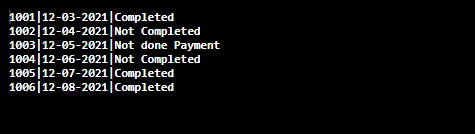 1001|12-03-2021|Completed
1002|12-04-2021|Not Completed
1003|12-05-2021|Not done Payment
1004|12-06-2021|Not Completed
1005|12-07-2021|Completed
1006|12-08-2021|Completed